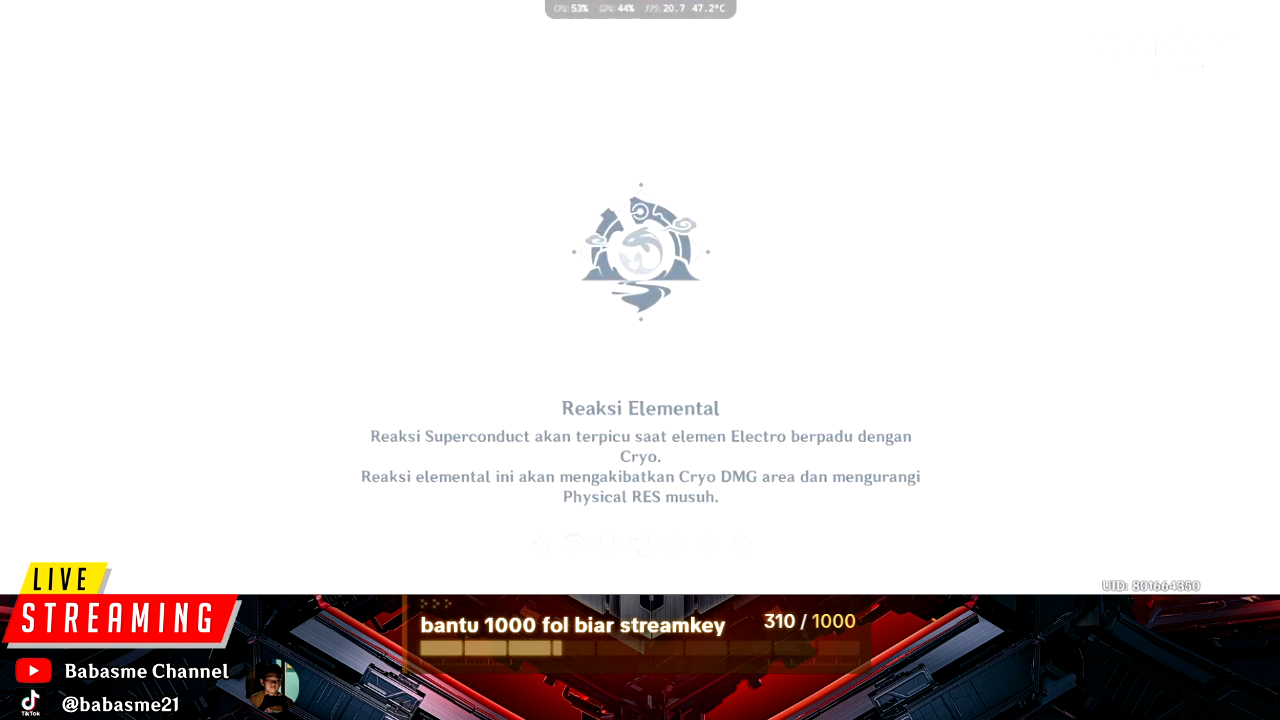 CPU: 53% GPU: 44% FPS: 20.7 47.2°C
Reaksi Elemental
Reaksi Superconduct akan terpicu saat elemen Electro berpadu dengan
Cryo.
Reaksi elemental ini akan mengakibatkan Cryo DMG area dan mengurangi
Physical RES musuh.
UID: 801664350
LIVE
STREAMING
bantu 1000 fol biar streamkey
310 / 1000
Babasme Channel
TikTok
@babasme21